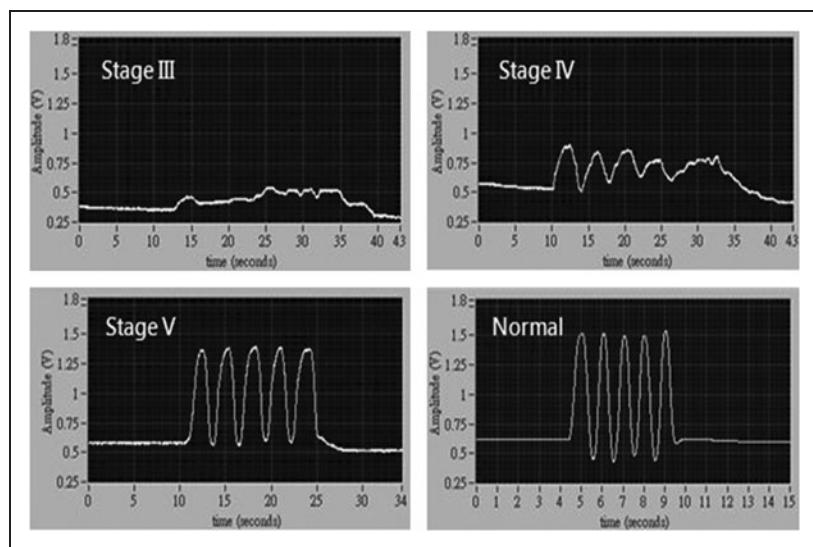 Stage III
Amplitude (V)
1.8
1.5
1.25
1
0.75
0.5
0.25
0 5 10 15 20 25 30 35 40 43
time (seconds)
Stage IV
Amplitude (V)
1.8
1.5
1.25
1
0.75
0.5
0.25
0 5 10 15 20 25 30 35 40 43
time (seconds)
Stage V
Amplitude (V)
1.8
1.5
1.25
1
0.75
0.5
0.25
0 5 10 15 20 25 34
time (seconds)
Normal
Amplitude (V)
1.8
1.5
1.25
1
0.75
0.5
0.25
0 1 2 3 4 5 6 7 8 9 10 11 12 13 14 15
time (seconds)